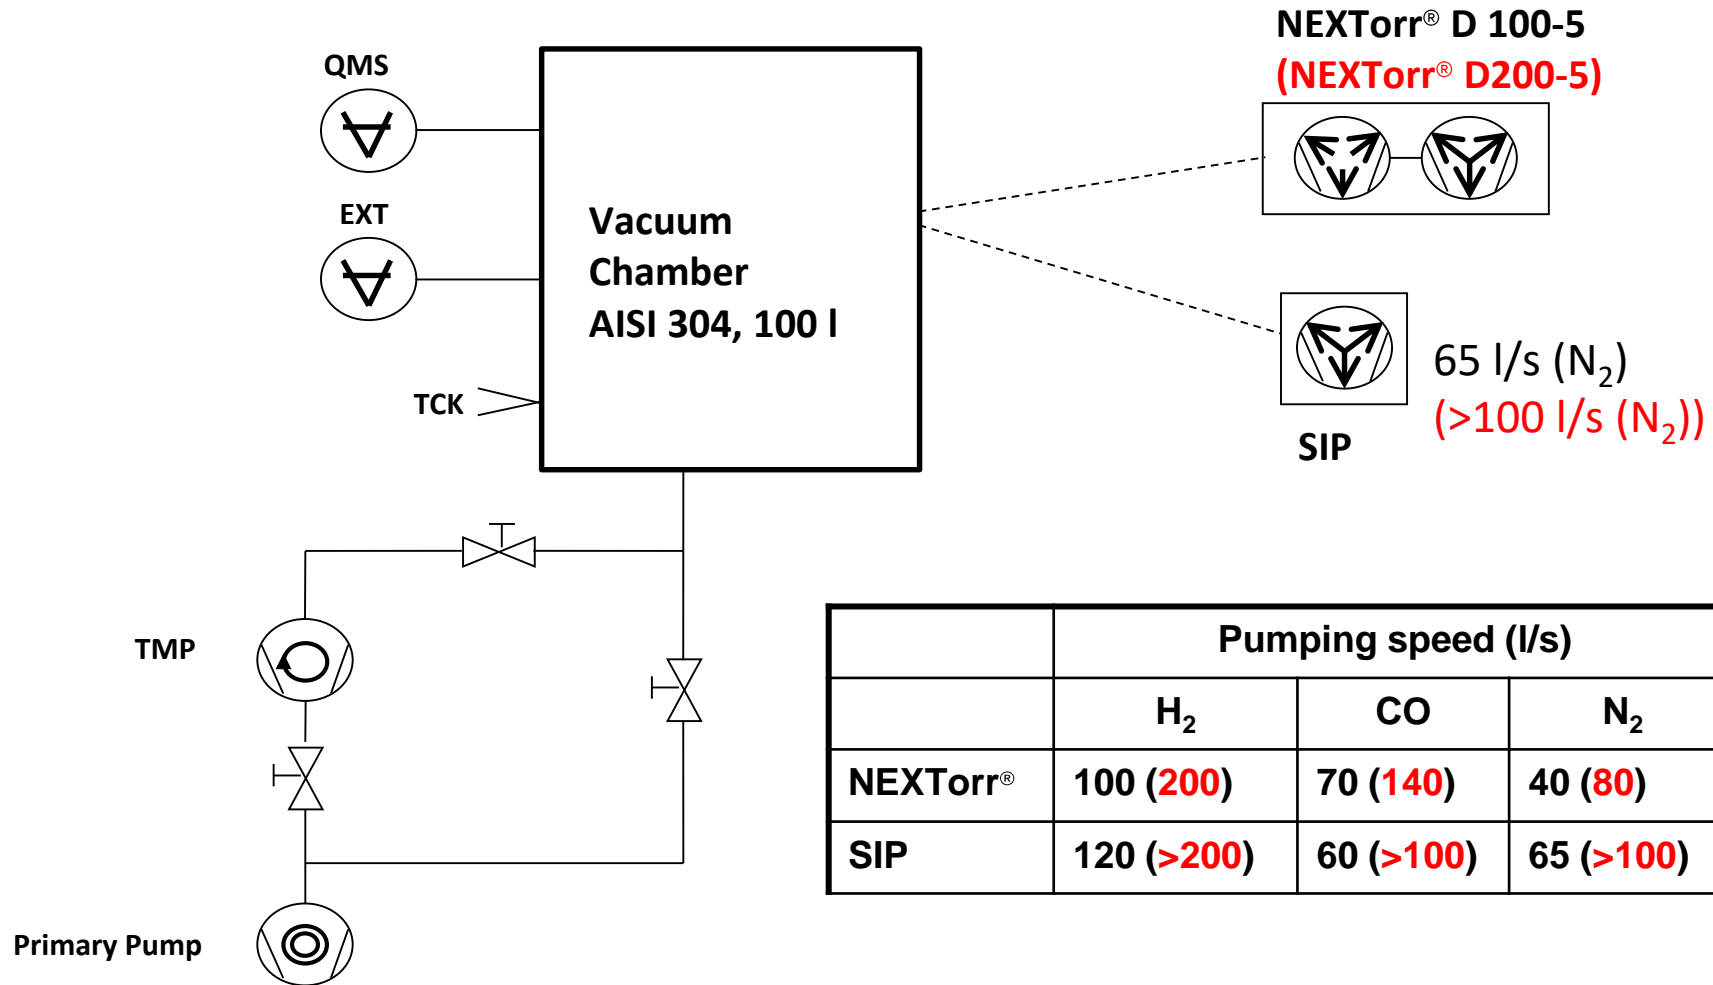 NEXTorr® D 100-5
(NEXTorr® D200-5)
QMS
EXT
Vacuum
Chamber
AISI 304, 100 l
TCK
65 l/s (N₂)
(>100 l/s (N₂))
SIP
TMP
Primary Pump
Pumping speed (l/s)
H₂ CO N₂
NEXTorr® 100 (200) 70 (140) 40 (80)
SIP 120 (>200) 60 (>100) 65 (>100)